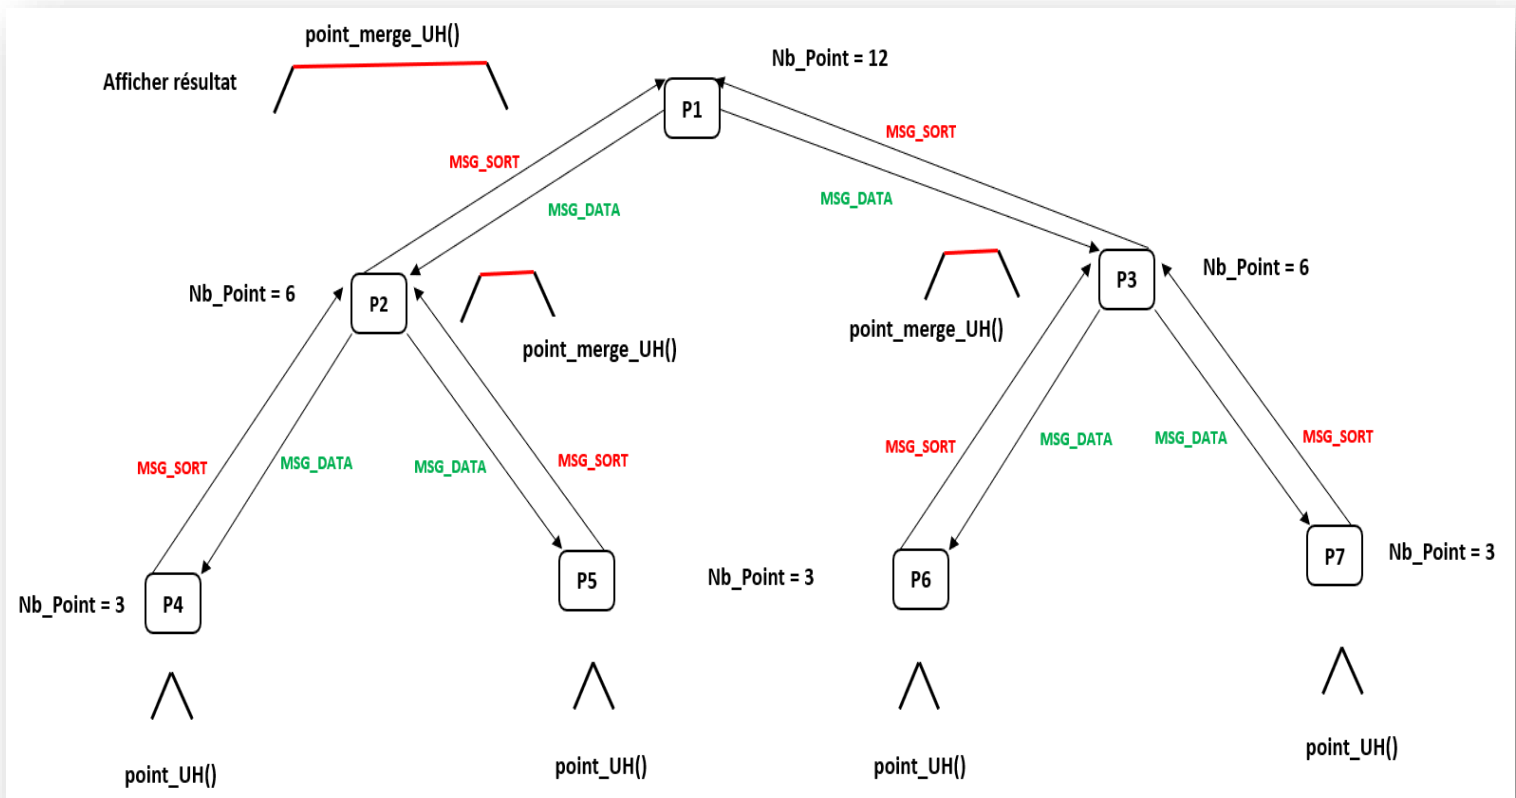 point_merge_UH()
Afficher résultat
Nb_Point = 12
P1
MSG_SORT
MSG_SORT
MSG_DATA
MSG_DATA
Nb_Point = 6
P2
point_merge_UH()
point_merge_UH()
P3
Nb_Point = 6
MSG_SORT
MSG_DATA
MSG_DATA
MSG_SORT
MSG_SORT
MSG_DATA
MSG_DATA
MSG_SORT
Nb_Point = 3
P4
P5
Nb_Point = 3
P6
P7
Nb_Point = 3
point_UH()
point_UH()
point_UH()
point_UH()